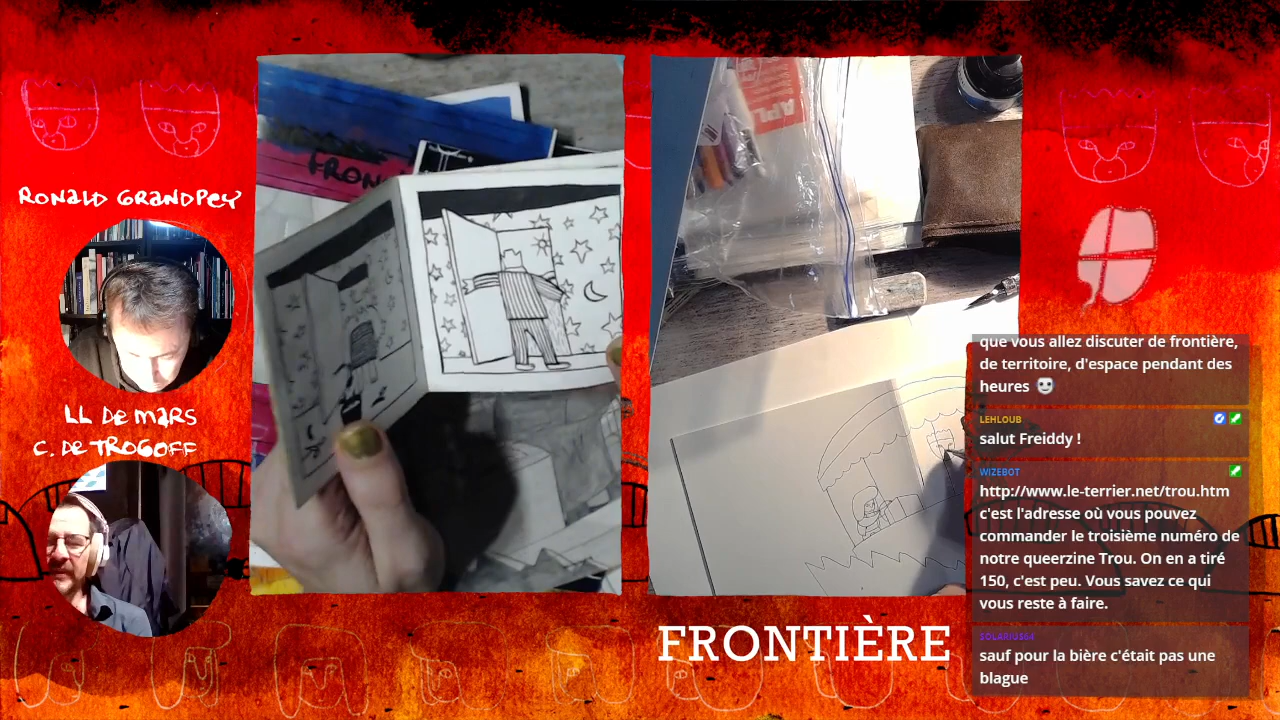 RONALD GRANDPEY
LL DE MARS
C. DE TROGOFF
FRON
APLI
FRONTIÈRE
que vous allez discuter de frontière,
de territoire, d'espace pendant des
heures
LEHLOUB
salut Freiddy !
WIZEBOT
http://www.le-terrier.net/trou.htm
c'est l'adresse où vous pouvez
commander le troisième numéro de
notre queerzine Trou. On en a tiré
150, c'est peu. Vous savez ce qui
vous reste à faire.
sauf pour la bière c'était pas une
blague